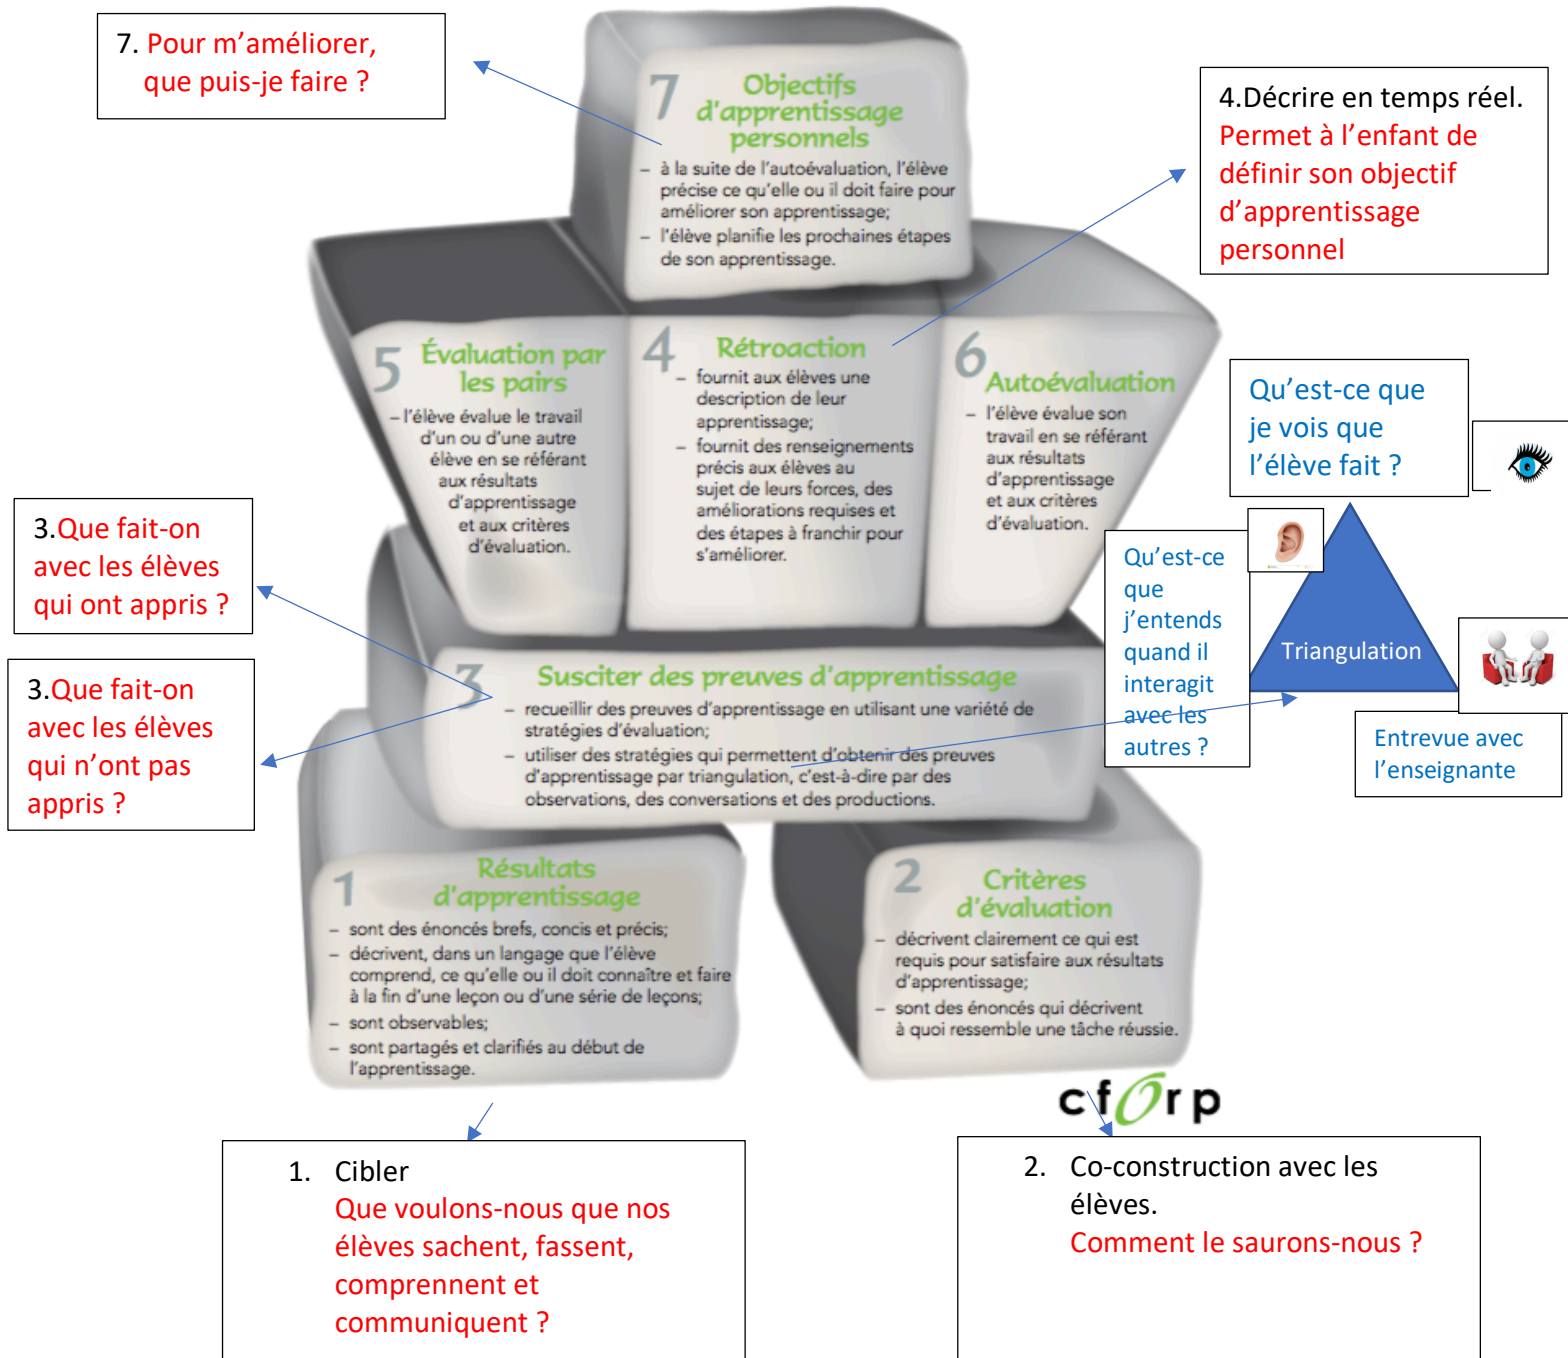 7. Pour m’améliorer,
que puis-je faire ?
7
Objectifs
d'apprentissage
personnels
– à la suite de l'autoévaluation, l'élève
précise ce qu'elle ou il doit faire pour
améliorer son apprentissage;
– l'élève planifie les prochaines étapes
de son apprentissage.
4.Décrire en temps réel.
Permet à l’enfant de
définir son objectif
d’apprentissage
personnel
5
Évaluation par
les pairs
– l'élève évalue le travail
d'un ou d'une autre
élève en se référant
aux résultats
d'apprentissage
et aux critères
d'évaluation.
4
Rétroaction
– fournit aux élèves une
description de leur
apprentissage;
– fournit des renseignements
précis aux élèves au
sujet de leurs forces, des
améliorations requises et
des étapes à franchir pour
s'améliorer.
6
Autoévaluation
– l'élève évalue son
travail en se référant
aux résultats
d'apprentissage
et aux critères
d'évaluation.
Qu’est-ce que
je vois que
l’élève fait ?
Qu’est-ce
que
j’entends
quand il
interagit
avec les
autres ?
Triangulation
Entrevue avec
l’enseignante
3.Que fait-on
avec les élèves
qui ont appris ?
3.Que fait-on
avec les élèves
qui n’ont pas
appris ?
3
Susciter des preuves d'apprentissage
– recueillir des preuves d'apprentissage en utilisant une variété de
stratégies d'évaluation;
– utiliser des stratégies qui permettent d'obtenir des preuves
d'apprentissage par triangulation, c'est-à-dire par des
observations, des conversations et des productions.
1
Résultats
d'apprentissage
– sont des énoncés brefs, concis et précis;
– décrivent, dans un langage que l'élève
comprend, ce qu'elle ou il doit connaître et faire
à la fin d'une leçon ou d'une série de leçons;
– sont observables;
– sont partagés et clarifiés au début de
l'apprentissage.
2
Critères
d'évaluation
– décrivent clairement ce qui est
requis pour satisfaire aux résultats
d'apprentissage;
– sont des énoncés qui décrivent
à quoi ressemble une tâche réussie.
cforp
1. Cibler
Que voulons-nous que nos
élèves sachent, fassent,
comprennent et
communiquent ?
2. Co-construction avec les
élèves.
Comment le saurons-nous ?